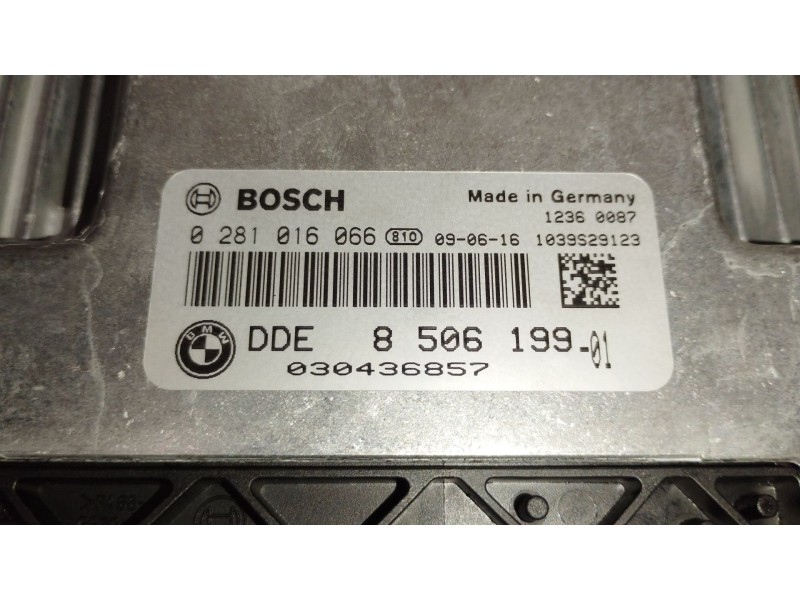 BOSCH
Made in Germany
1236 0087
0 281 016 066 810 09-06-16 1039S29123
BMW DDE 8 506 199-01
030436857